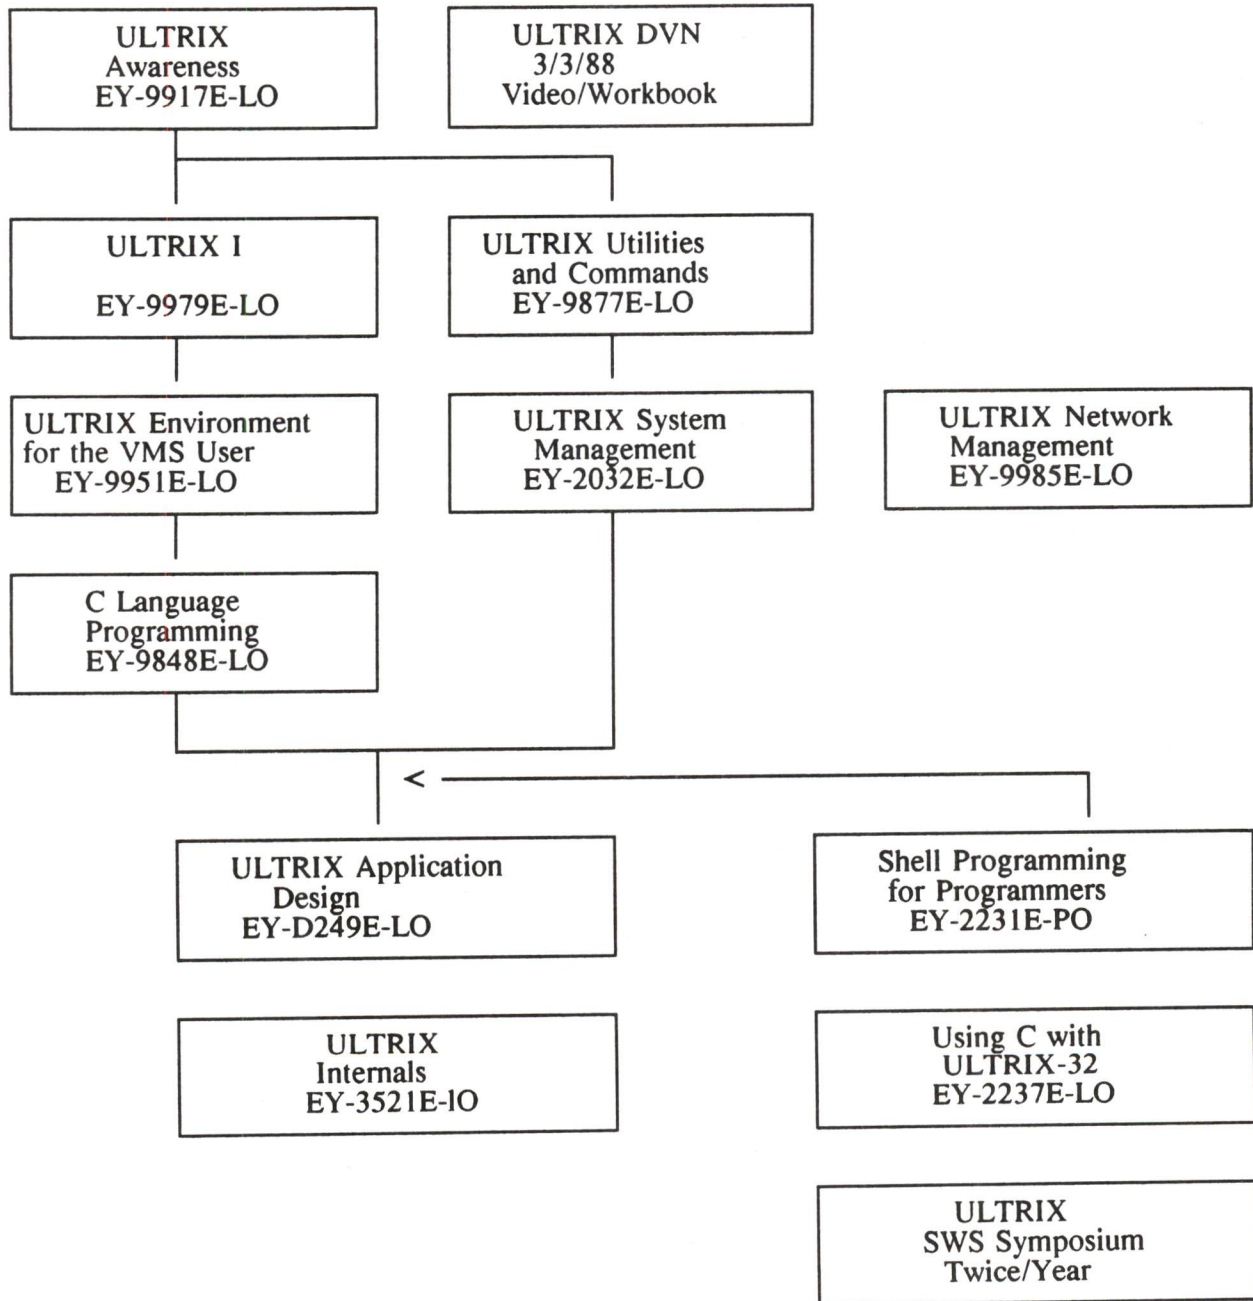 ULTRIX
Awareness
EY-9917E-LO
ULTRIX DVN
3/3/88
Video/Workbook
ULTRIX I
EY-9979E-LO
ULTRIX Utilities
and Commands
EY-9877E-LO
ULTRIX Environment
for the VMS User
EY-9951E-LO
ULTRIX System
Management
EY-2032E-LO
ULTRIX Network
Management
EY-9985E-LO
C Language
Programming
EY-9848E-LO
<
ULTRIX Application
Design
EY-D249E-LO
Shell Programming
for Programmers
EY-2231E-PO
ULTRIX
Internals
EY-3521E-IO
Using C with
ULTRIX-32
EY-2237E-LO
ULTRIX
SWS Symposium
Twice/Year